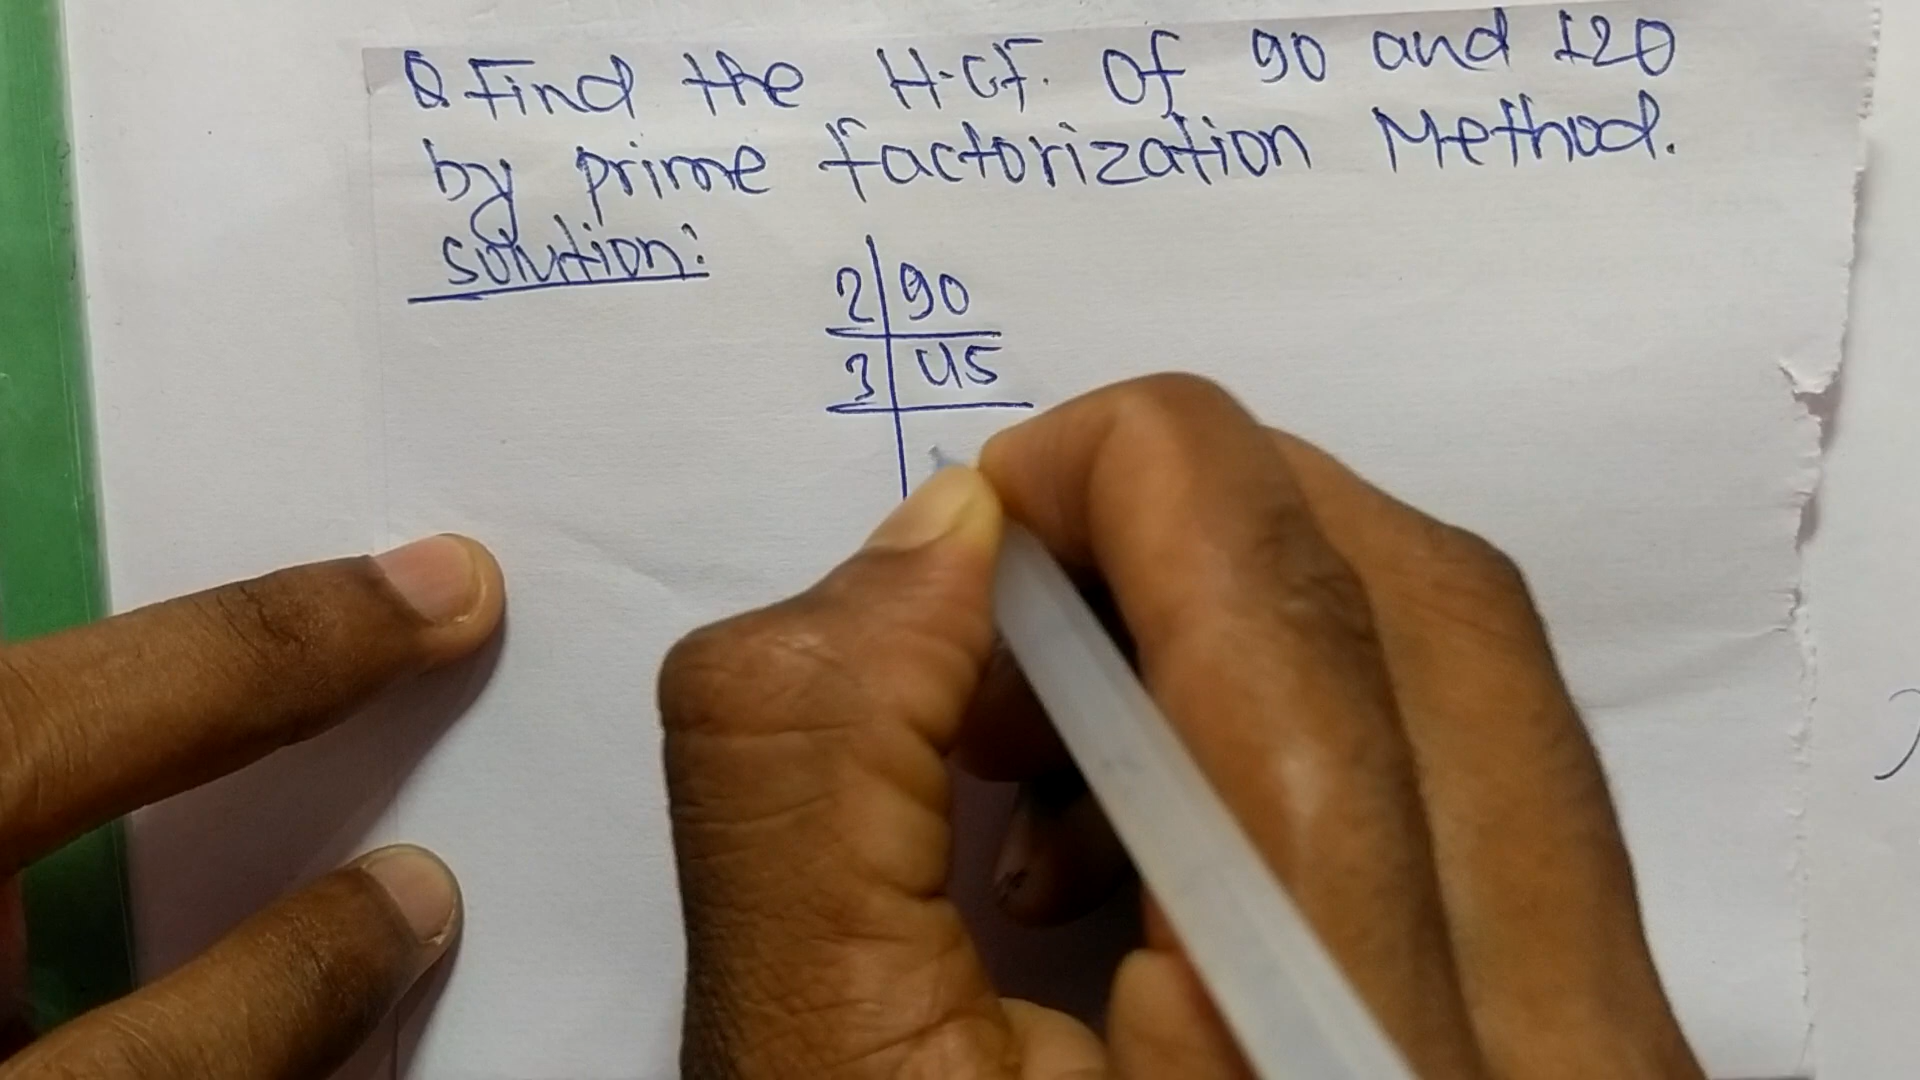 Q Find the H.C.F. Of 90 and 120
by prime factorization Method.
solution:
2 90
3 45